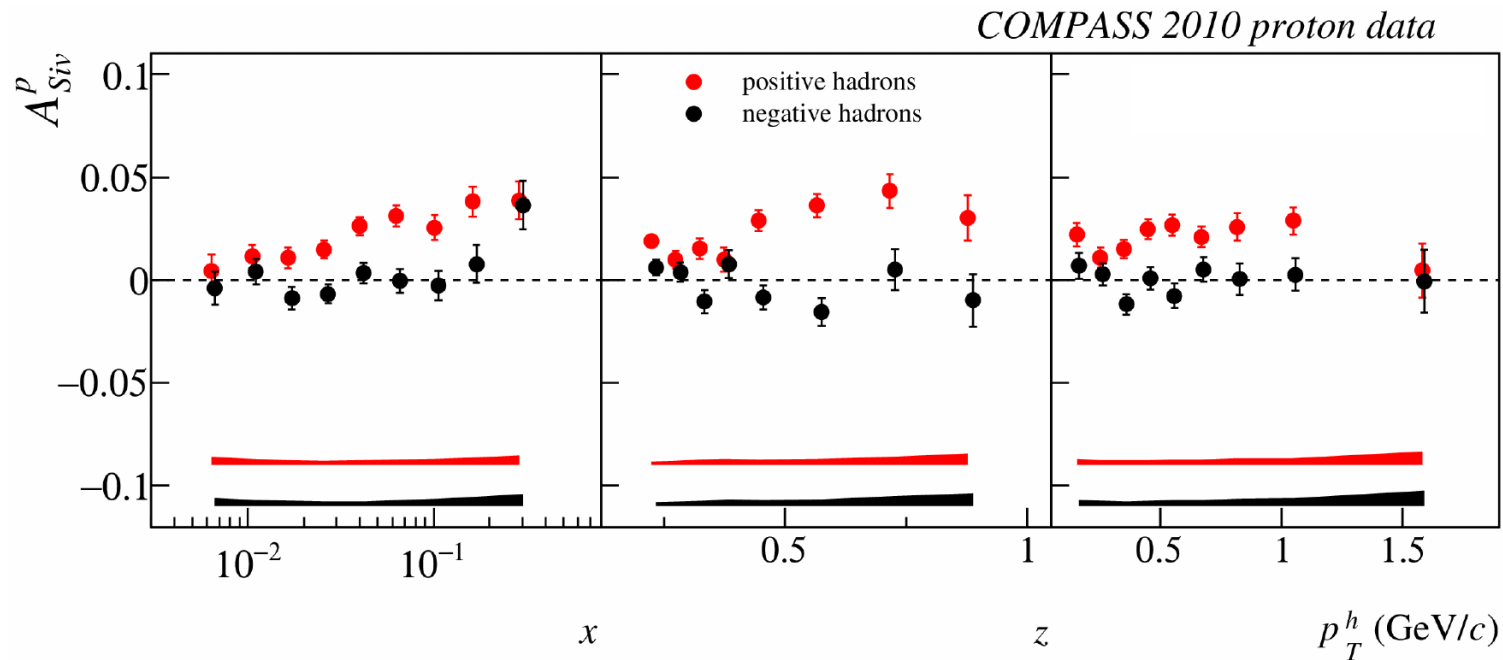 COMPASS 2010 proton data
A^p_Siv
0.1
0.05
0
−0.05
−0.1
positive hadrons
negative hadrons
10⁻² 10⁻¹ 0.5 1 0.5 1 1.5
x z p_T^h (GeV/c)